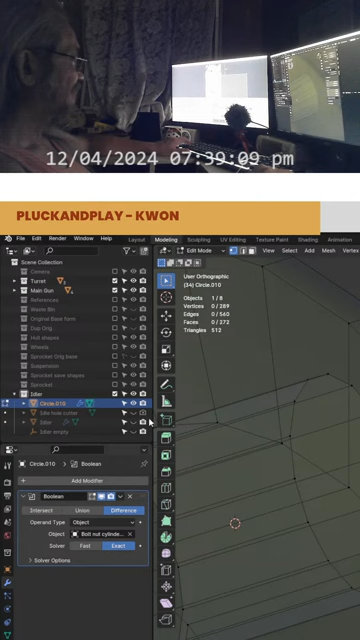 12/04/2024 07:39:09 pm
PLUCKANDPLAY - KWON
File Edit Render Window Help Layout Modeling Sculpting UV Editing Texture Paint Shading Animation
Scene Collection
Camera
Turret
Main Gun
References
Waste Bin
Original Base form
Dup Orig
Hull shapes
Wheels
Sprocket Orig base
Suspension
Sprocket save shapes
Sprocket
Idler
Circle.010
Idle hole cutter
Idler
Idler empty
Edit Mode View Select Add Mesh Vertex
User Orthographic
(34) Circle.010
Objects 1 / 8
Vertices 0 / 289
Edges 0 / 560
Faces 0 / 272
Triangles 512
Circle.010 > Boolean
Add Modifier
Boolean
Intersect Union Difference
Operand Type Object
Object Bolt nut cylinde...
Solver Fast Exact
Solver Options